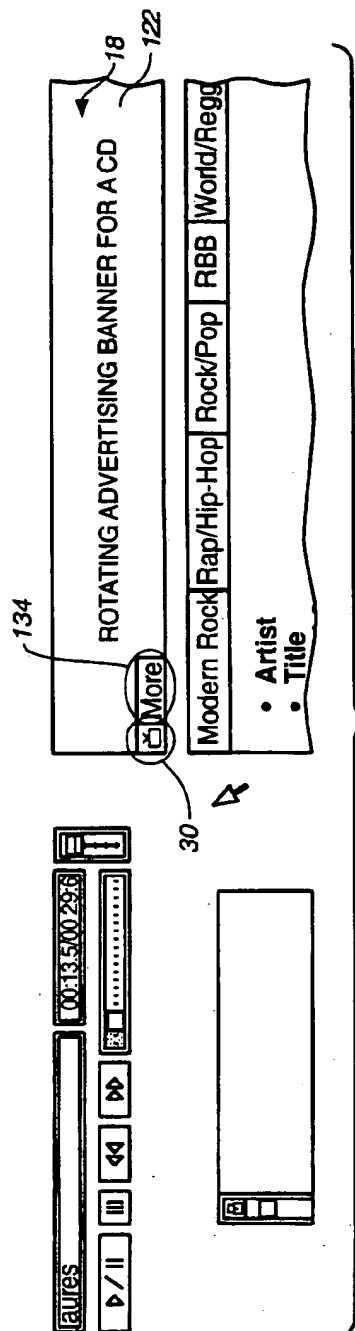 aures
00:13.5/00 29:6
134
30
More
ROTATING ADVERTISING BANNER FOR A CD
18
122
Modern Rock Rap/Hip-Hop Rock/Pop RBB World/Regg
• Artist
• Title